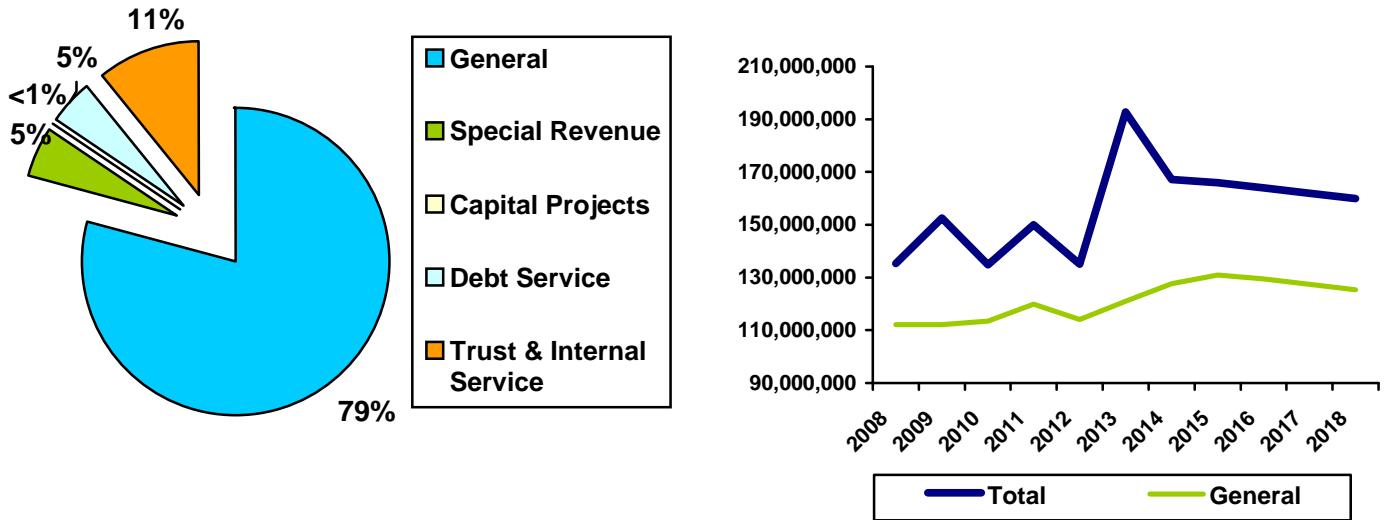 11%
5%
<1%
5%
79%
General
Special Revenue
Capital Projects
Debt Service
Trust & Internal
Service
210,000,000
190,000,000
170,000,000
150,000,000
130,000,000
110,000,000
90,000,000
2008
2009
2010
2011
2012
2013
2014
2015
2016
2017
2018
Total
General